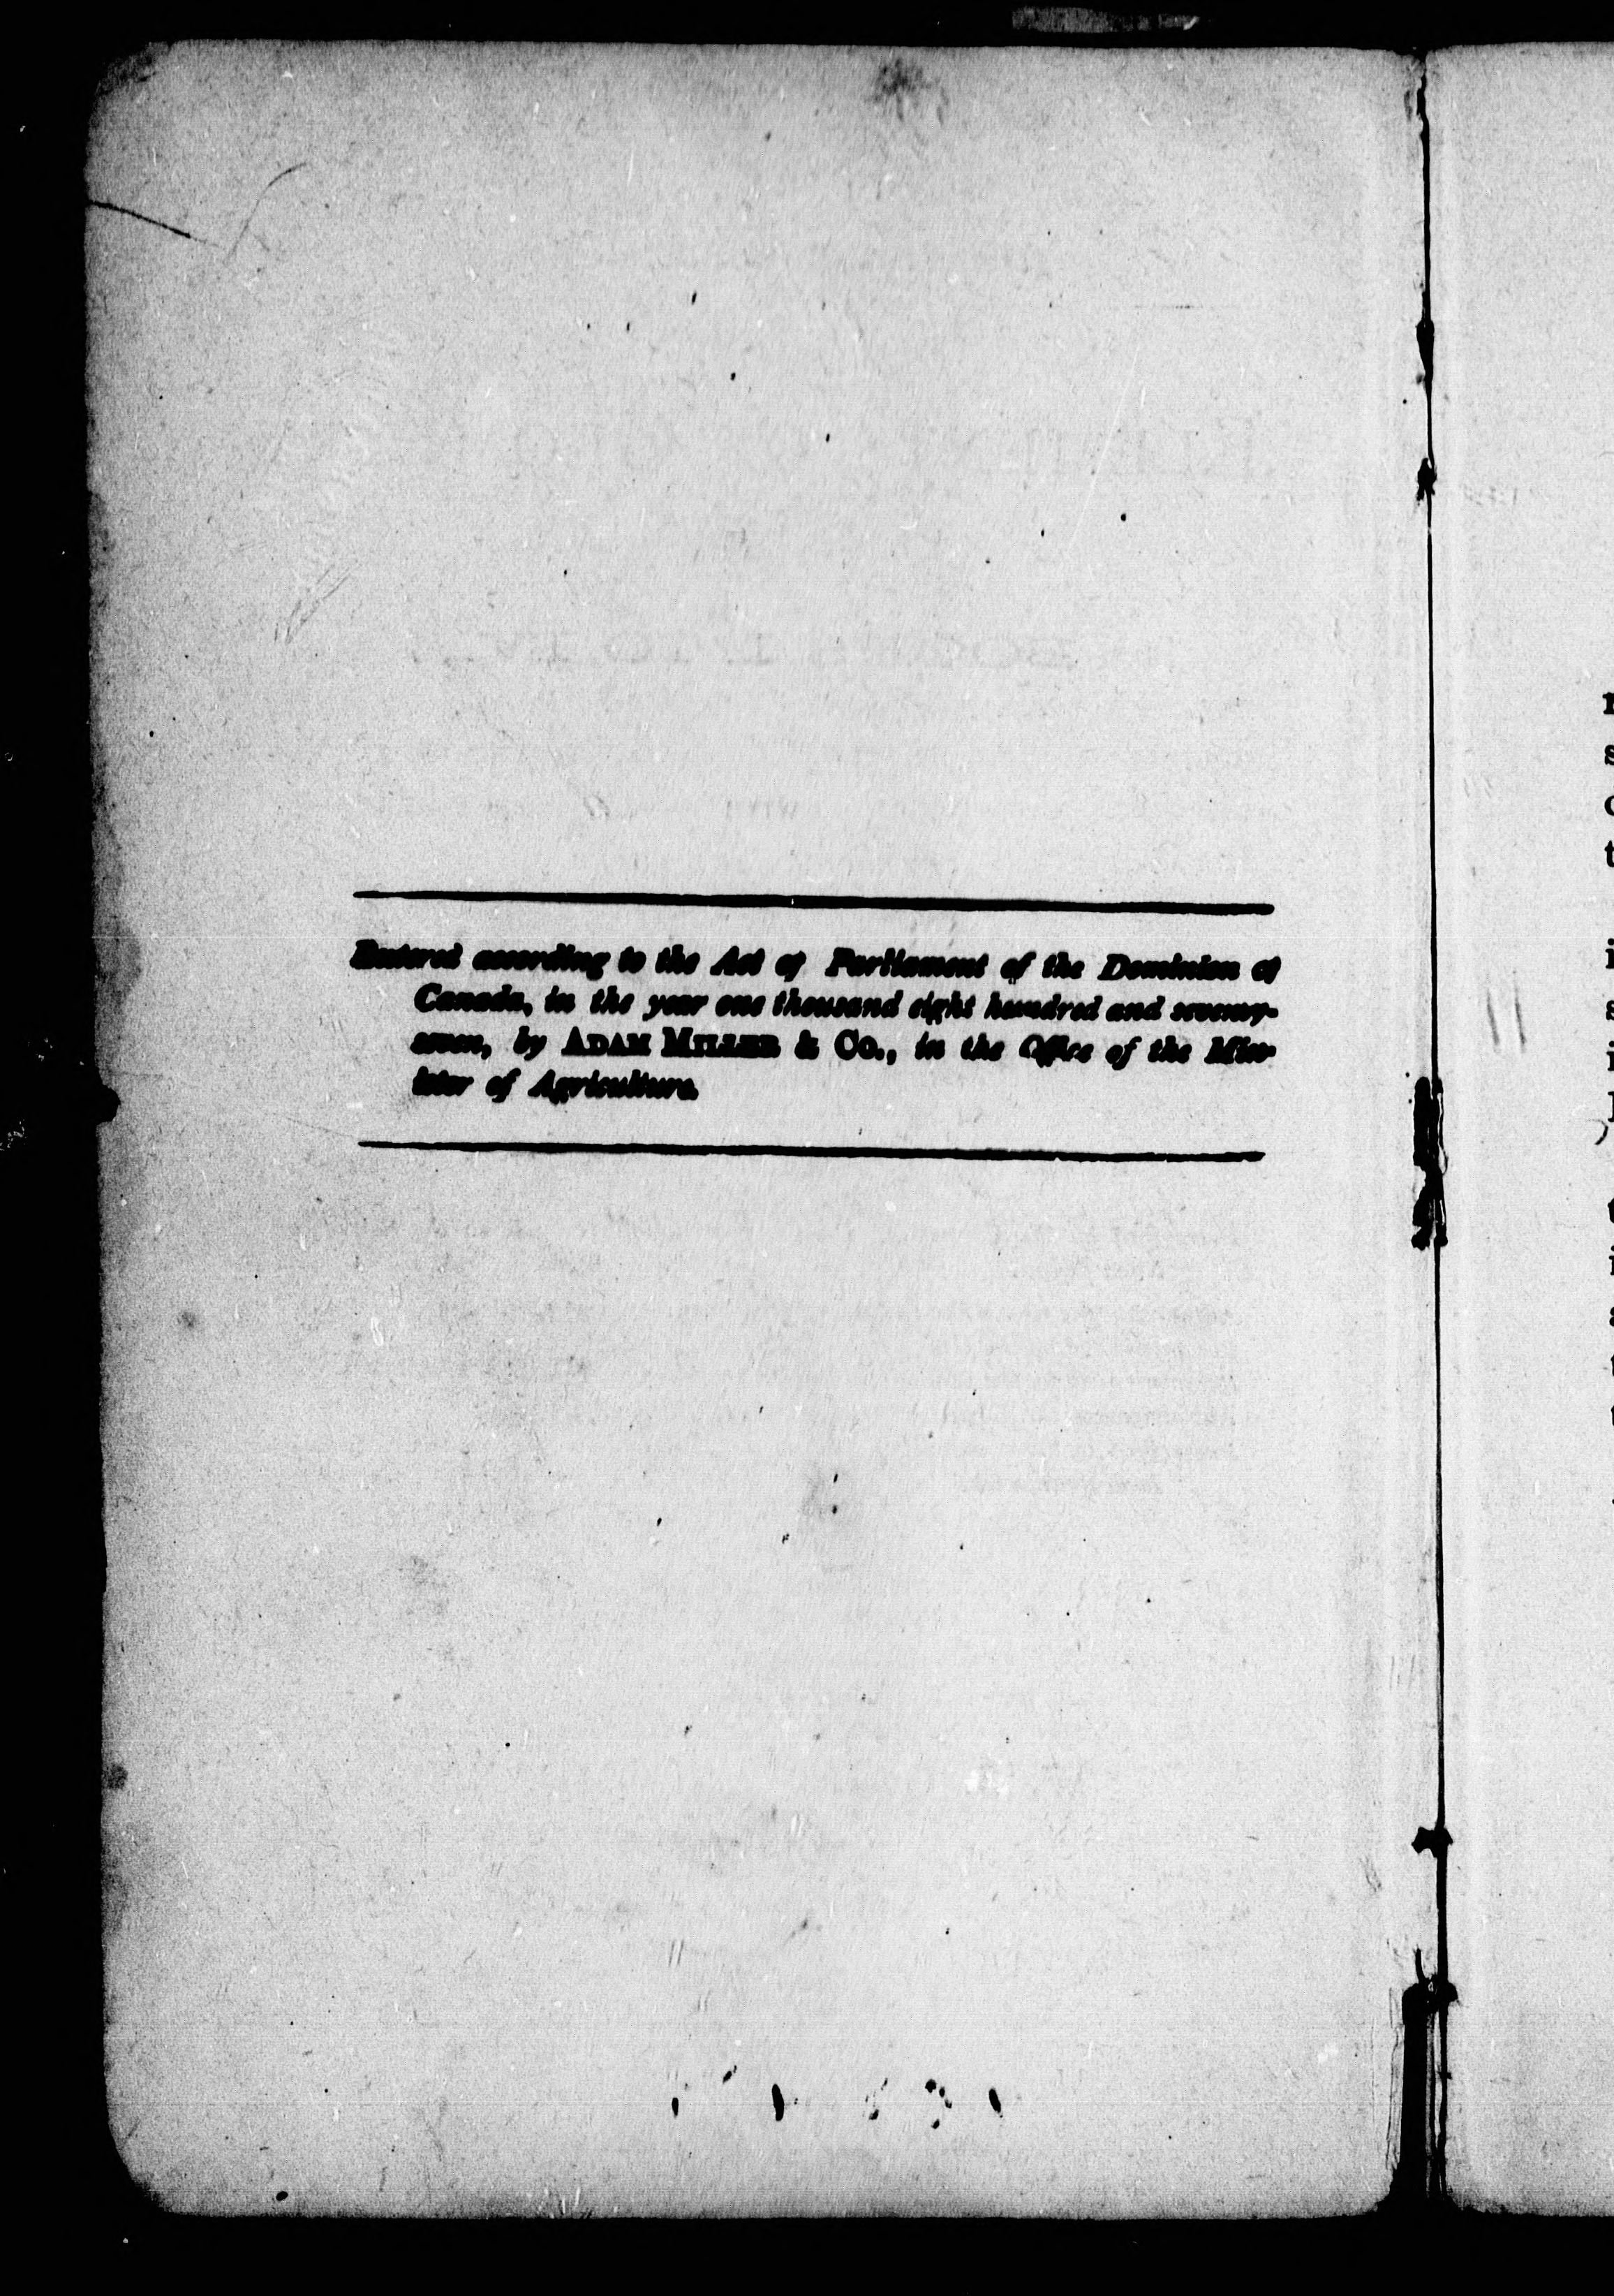 Entered according to the Act of Parliament of the Dominion of
Canada, in the year one thousand eight hundred and seventy-
seven, by ADAM MILLER & Co., in the Office of the Min-
ister of Agriculture.